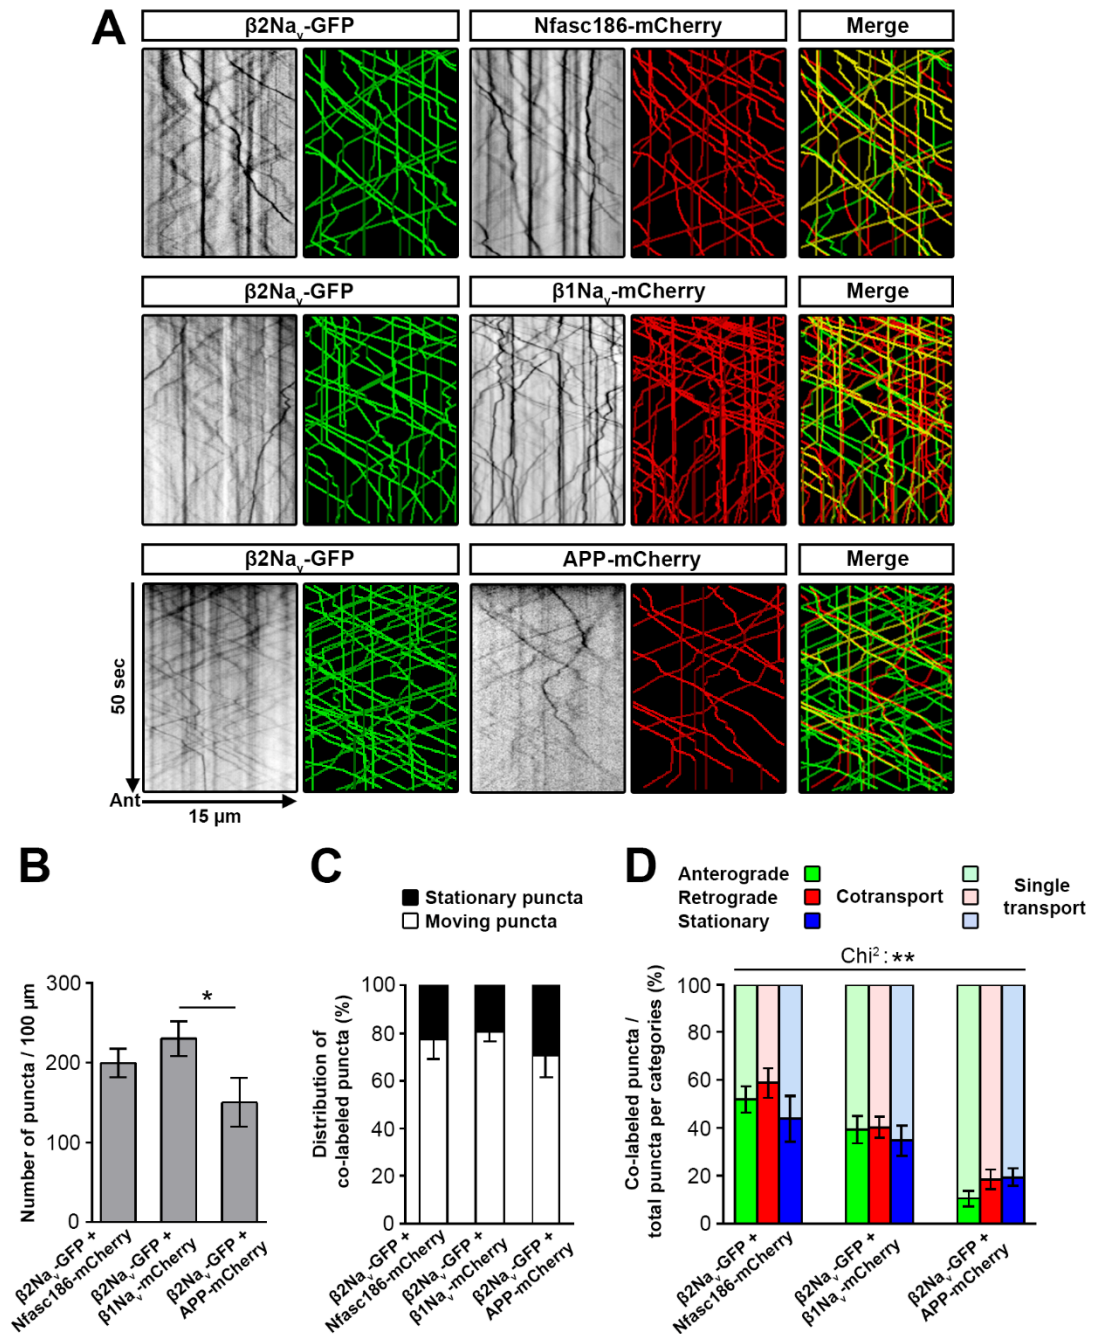 A
β2Naᵥ-GFP Nfasc186-mCherry Merge
β2Naᵥ-GFP β1Naᵥ-mCherry Merge
β2Naᵥ-GFP APP-mCherry Merge
50 sec
Ant
15 µm
B
300
200
100
0
Number of puncta / 100 µm
*
β2Naᵥ-GFP +
Nfasc186-mCherry
β2Naᵥ-GFP +
β1Naᵥ-mCherry
β2Naᵥ-GFP +
APP-mCherry
C
Stationary puncta
Moving puncta
100
80
60
40
20
0
Distribution of
co-labeled puncta (%)
β2Naᵥ-GFP +
Nfasc186-mCherry
β2Naᵥ-GFP +
β1Naᵥ-mCherry
β2Naᵥ-GFP +
APP-mCherry
D
Anterograde
Retrograde Cotransport
Stationary
Single
transport
Chi² : **
100
80
60
40
20
0
Co-labeled puncta /
total puncta per categories (%)
β2Naᵥ-GFP +
Nfasc186-mCherry
β2Naᵥ-GFP +
β1Naᵥ-mCherry
β2Naᵥ-GFP +
APP-mCherry